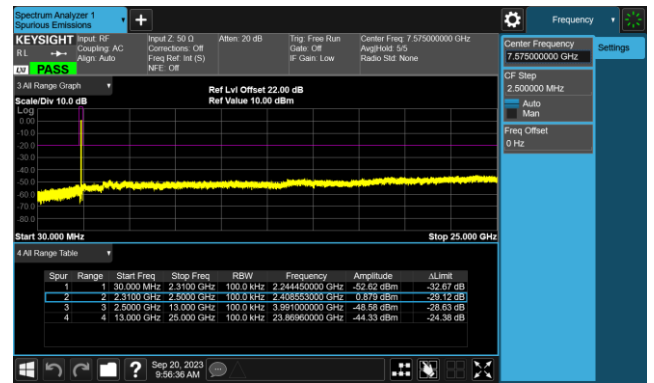 Spectrum Analyzer 1
Spurious Emissions
Frequency
KEYSIGHT
Input: RF
Input Z: 50 Ω
Atten: 20 dB
Trig: Free Run
Center Freq: 7.575000000 GHz
RL
Coupling: AC
Corrections: Off
Gate: Off
Avg|Hold: 5/5
Align: Auto
Freq Ref: Int (S)
IF Gain: Low
Radio Std: None
NFE: Off
LXI
PASS
Center Frequency
7.575000000 GHz
Settings
CF Step
2.500000 MHz
Auto
Man
Freq Offset
0 Hz
3 All Range Graph
Ref Lvl Offset 22.00 dB
Scale/Div 10.0 dB
Ref Value 10.00 dBm
Log
0.00
-10.0
-20.0
-30.0
-40.0
-50.0
-60.0
-70.0
-80.0
Start 30.000 MHz
Stop 25.000 GHz
4 All Range Table
Spur Range Start Freq Stop Freq RBW Frequency Amplitude ΔLimit
1 1 30.000 MHz 2.3100 GHz 100.0 kHz 2.244450000 GHz -52.62 dBm -32.67 dB
2 2 2.3100 GHz 2.5000 GHz 100.0 kHz 2.408553000 GHz 0.879 dBm -29.12 dB
3 3 2.5000 GHz 13.000 GHz 100.0 kHz 3.991000000 GHz -48.58 dBm -28.63 dB
4 4 13.000 GHz 25.000 GHz 100.0 kHz 23.86960000 GHz -44.33 dBm -24.38 dB
Sep 20, 2023
9:56:36 AM